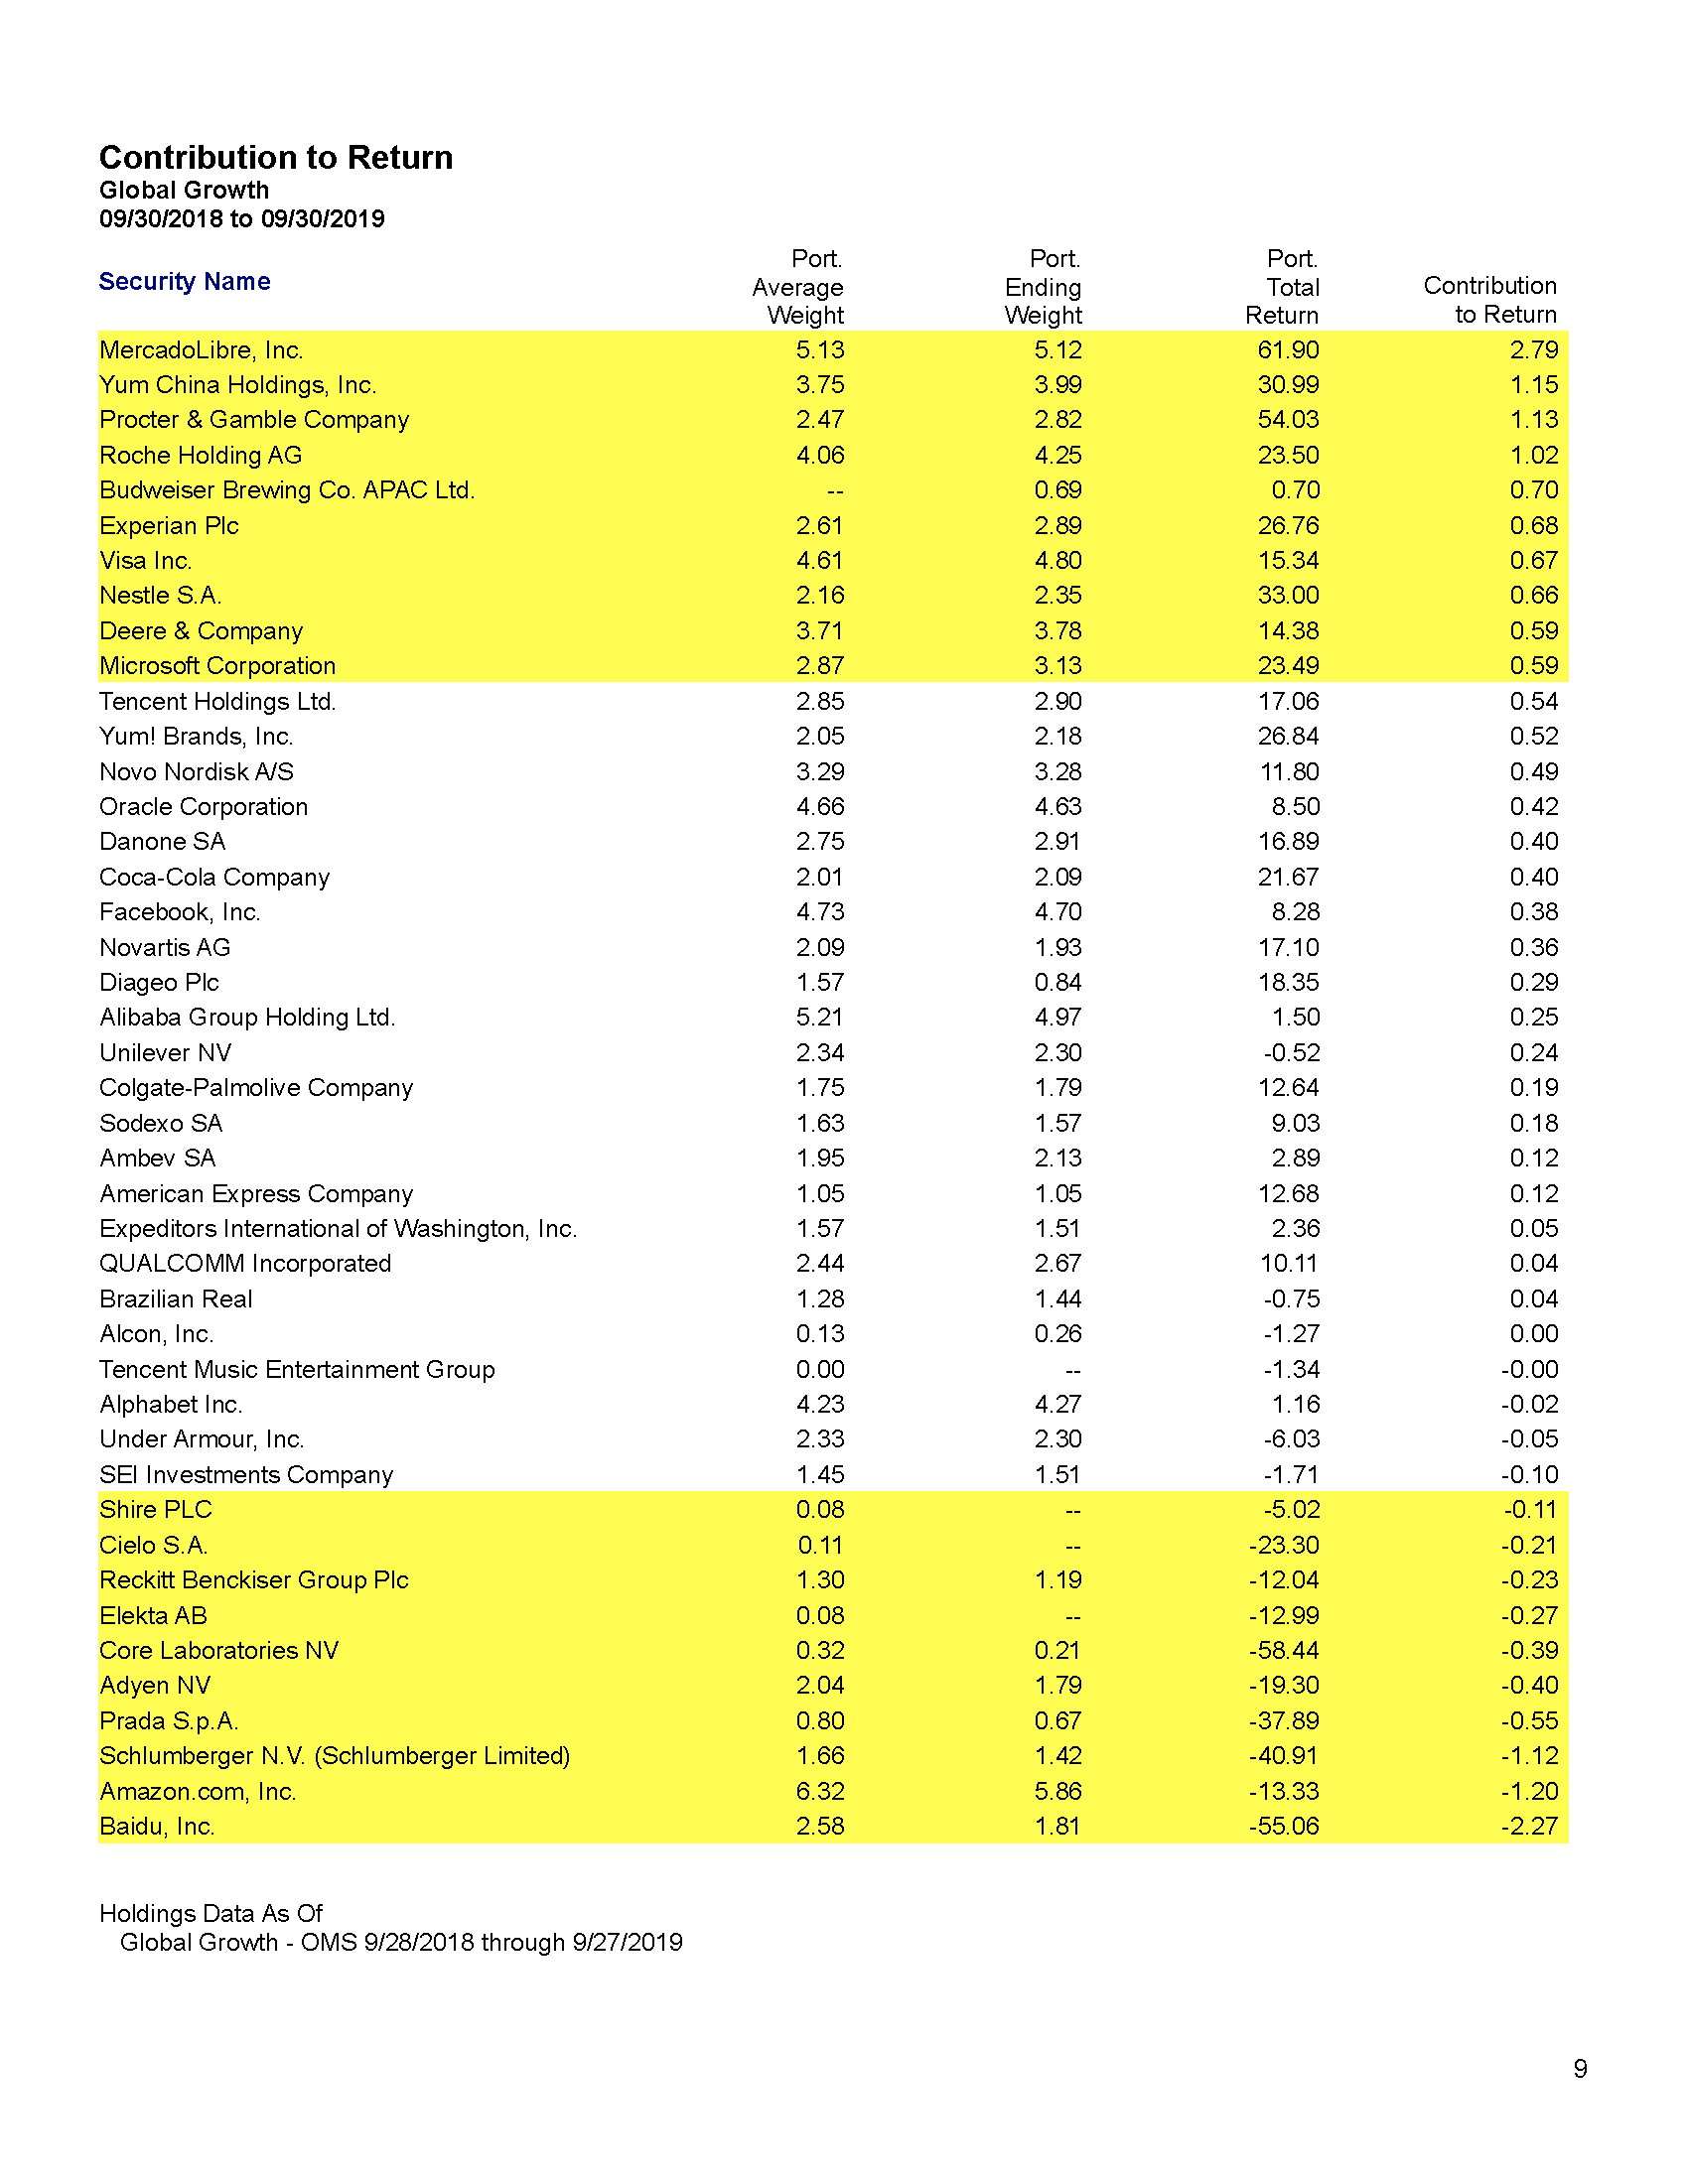 Contribution to Return
Global Growth
09/30/2018 to 09/30/2019
Security Name Port. Average Weight Port. Ending Weight Port. Total Return Contribution to Return
MercadoLibre, Inc. 5.13 5.12 61.90 2.79
Yum China Holdings, Inc. 3.75 3.99 30.99 1.15
Procter & Gamble Company 2.47 2.82 54.03 1.13
Roche Holding AG 4.06 4.25 23.50 1.02
Budweiser Brewing Co. APAC Ltd. -- 0.69 0.70 0.70
Experian Plc 2.61 2.89 26.76 0.68
Visa Inc. 4.61 4.80 15.34 0.67
Nestle S.A. 2.16 2.35 33.00 0.66
Deere & Company 3.71 3.78 14.38 0.59
Microsoft Corporation 2.87 3.13 23.49 0.59
Tencent Holdings Ltd. 2.85 2.90 17.06 0.54
Yum! Brands, Inc. 2.05 2.18 26.84 0.52
Novo Nordisk A/S 3.29 3.28 11.80 0.49
Oracle Corporation 4.66 4.63 8.50 0.42
Danone SA 2.75 2.91 16.89 0.40
Coca-Cola Company 2.01 2.09 21.67 0.40
Facebook, Inc. 4.73 4.70 8.28 0.38
Novartis AG 2.09 1.93 17.10 0.36
Diageo Plc 1.57 0.84 18.35 0.29
Alibaba Group Holding Ltd. 5.21 4.97 1.50 0.25
Unilever NV 2.34 2.30 -0.52 0.24
Colgate-Palmolive Company 1.75 1.79 12.64 0.19
Sodexo SA 1.63 1.57 9.03 0.18
Ambev SA 1.95 2.13 2.89 0.12
American Express Company 1.05 1.05 12.68 0.12
Expeditors International of Washington, Inc. 1.57 1.51 2.36 0.05
QUALCOMM Incorporated 2.44 2.67 10.11 0.04
Brazilian Real 1.28 1.44 -0.75 0.04
Alcon, Inc. 0.13 0.26 -1.27 0.00
Tencent Music Entertainment Group 0.00 -- -1.34 -0.00
Alphabet Inc. 4.23 4.27 1.16 -0.02
Under Armour, Inc. 2.33 2.30 -6.03 -0.05
SEI Investments Company 1.45 1.51 -1.71 -0.10
Shire PLC 0.08 -- -5.02 -0.11
Cielo S.A. 0.11 -- -23.30 -0.21
Reckitt Benckiser Group Plc 1.30 1.19 -12.04 -0.23
Elekta AB 0.08 -- -12.99 -0.27
Core Laboratories NV 0.32 0.21 -58.44 -0.39
Adyen NV 2.04 1.79 -19.30 -0.40
Prada S.p.A. 0.80 0.67 -37.89 -0.55
Schlumberger N.V. (Schlumberger Limited) 1.66 1.42 -40.91 -1.12
Amazon.com, Inc. 6.32 5.86 -13.33 -1.20
Baidu, Inc. 2.58 1.81 -55.06 -2.27
Holdings Data As Of
Global Growth - OMS 9/28/2018 through 9/27/2019
9